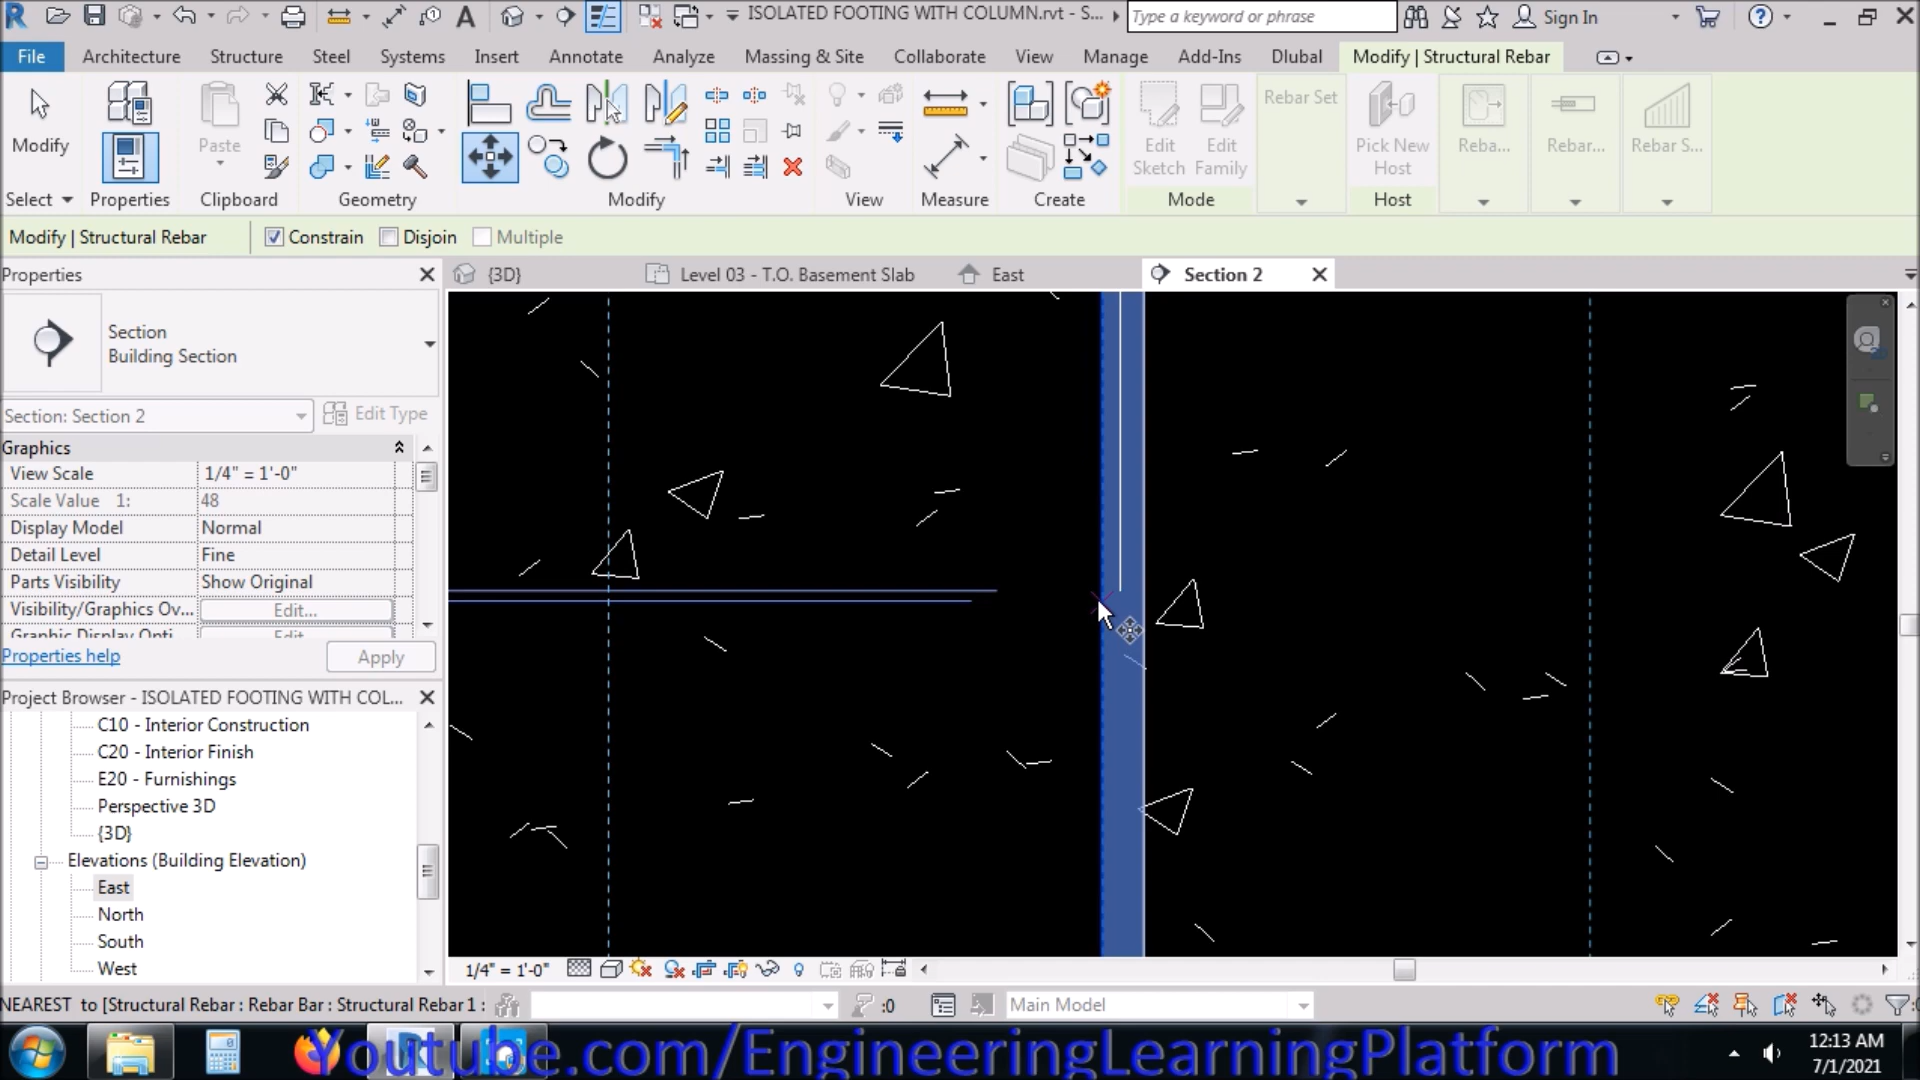 ISOLATED FOOTING WITH COLUMN.rvt - S...
Type a keyword or phrase
Sign In
File Architecture Structure Steel Systems Insert Annotate Analyze Massing & Site Collaborate View Manage Add-Ins Dlubal Modify | Structural Rebar
Modify Paste Edit Sketch Edit Family Rebar Set Pick New Host Reba... Rebar... Rebar S...
Select Properties Clipboard Geometry Modify View Measure Create Mode Host
Modify | Structural Rebar Constrain Disjoin Multiple
Properties
{3D} Level 03 - T.O. Basement Slab East Section 2
Section
Building Section
Section: Section 2 Edit Type
Graphics
View Scale 1/4" = 1'-0"
Scale Value 1: 48
Display Model Normal
Detail Level Fine
Parts Visibility Show Original
Visibility/Graphics Ov... Edit...
Graphic Display Opti Edit
Properties help Apply
Project Browser - ISOLATED FOOTING WITH COL...
C10 - Interior Construction
C20 - Interior Finish
E20 - Furnishings
Perspective 3D
{3D}
Elevations (Building Elevation)
East
North
South
West
1/4" = 1'-0"
NEAREST to [Structural Rebar : Rebar Bar : Structural Rebar 1 : :0 Main Model
Youtube.com/EngineeringLearningPlatform
12:13 AM
7/1/2021